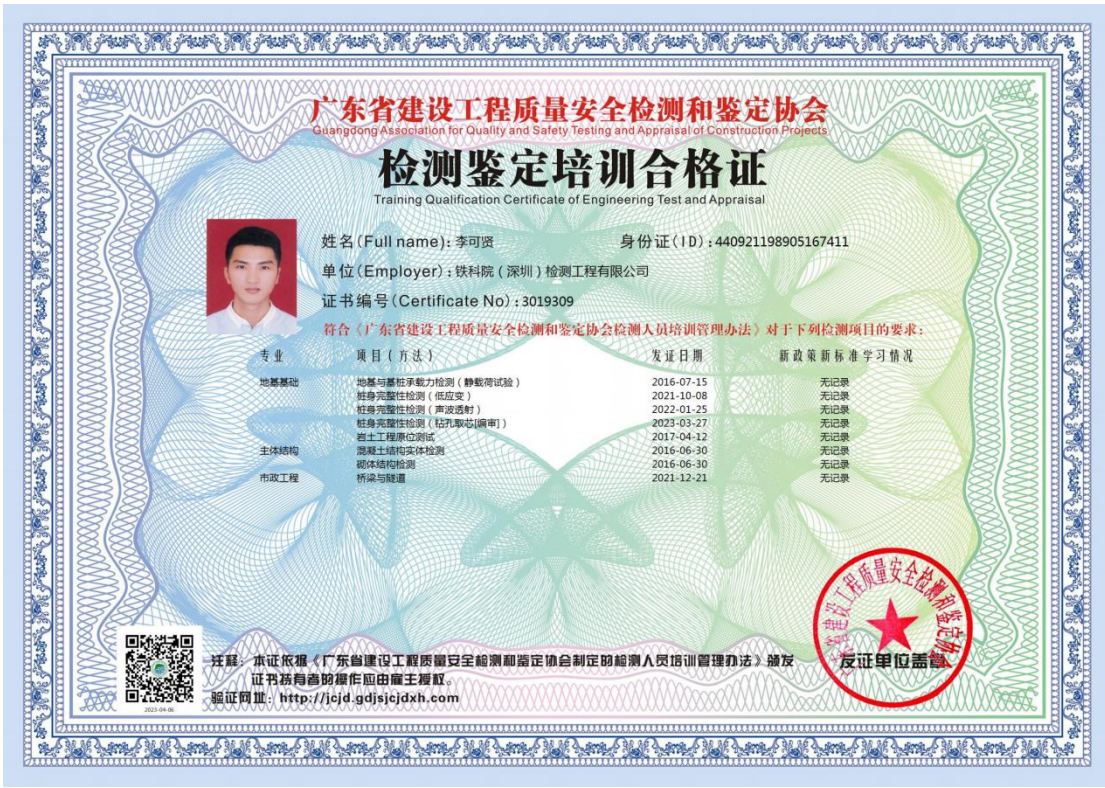 广东省建设工程质量安全检测和鉴定协会
Guangdong Association for Quality and Safety Testing and Appraisal of Construction Projects
检测鉴定培训合格证
Training Qualification Certificate of Engineering Test and Appraisal
姓名(Full name): 李可贤 身份证(ID): 440921198905167411
单位(Employer): 铁科院(深圳)检测工程有限公司
证书编号(Certificate No): 3019309
符合《广东省建设工程质量安全检测和鉴定协会检测人员培训管理办法》对于下列检测项目的要求:
专业 项目(方法) 发证日期 新政策新标准学习情况
地基基础 地基与基桩承载力检测(静载荷试验) 2016-07-15 无记录
桩身完整性检测(低应变) 2021-10-08 无记录
桩身完整性检测(声波透射) 2022-01-25 无记录
桩身完整性检测(钻孔取芯[编审]) 2023-03-27 无记录
岩土工程原位测试 2017-04-12 无记录
主体结构 混凝土结构实体检测 2016-06-30 无记录
砌体结构检测 2016-06-30 无记录
市政工程 桥梁与隧道 2021-12-21 无记录
广东省建设工程质量安全检测和鉴定协会
发证单位盖章
注释: 本证依据《广东省建设工程质量安全检测和鉴定协会制定的检测人员培训管理办法》颁发
证书持有者的操作应由雇主授权。
验证网址: http://jcjd.gdjsjcjdxh.com
2023-04-06